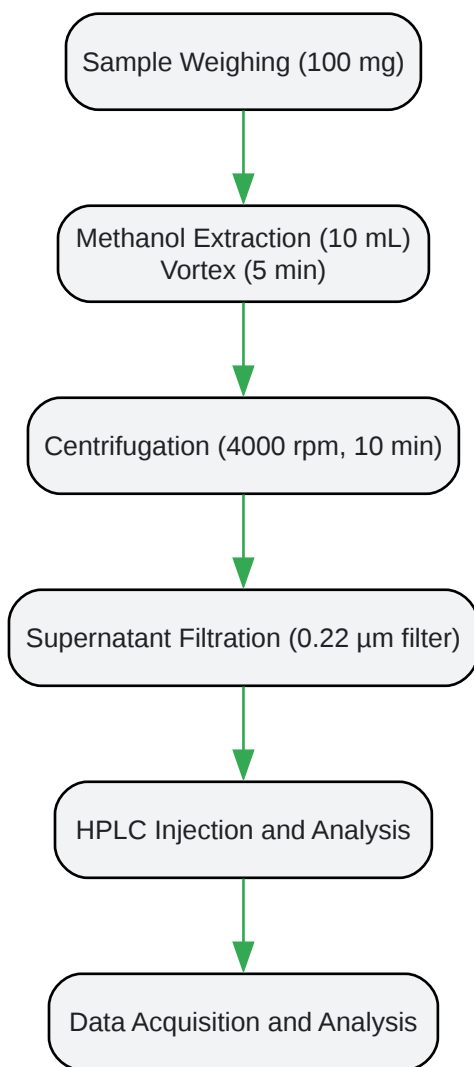 Sample Weighing (100 mg)
Methanol Extraction (10 mL)
Vortex (5 min)
Centrifugation (4000 rpm, 10 min)
Supernatant Filtration (0.22 µm filter)
HPLC Injection and Analysis
Data Acquisition and Analysis